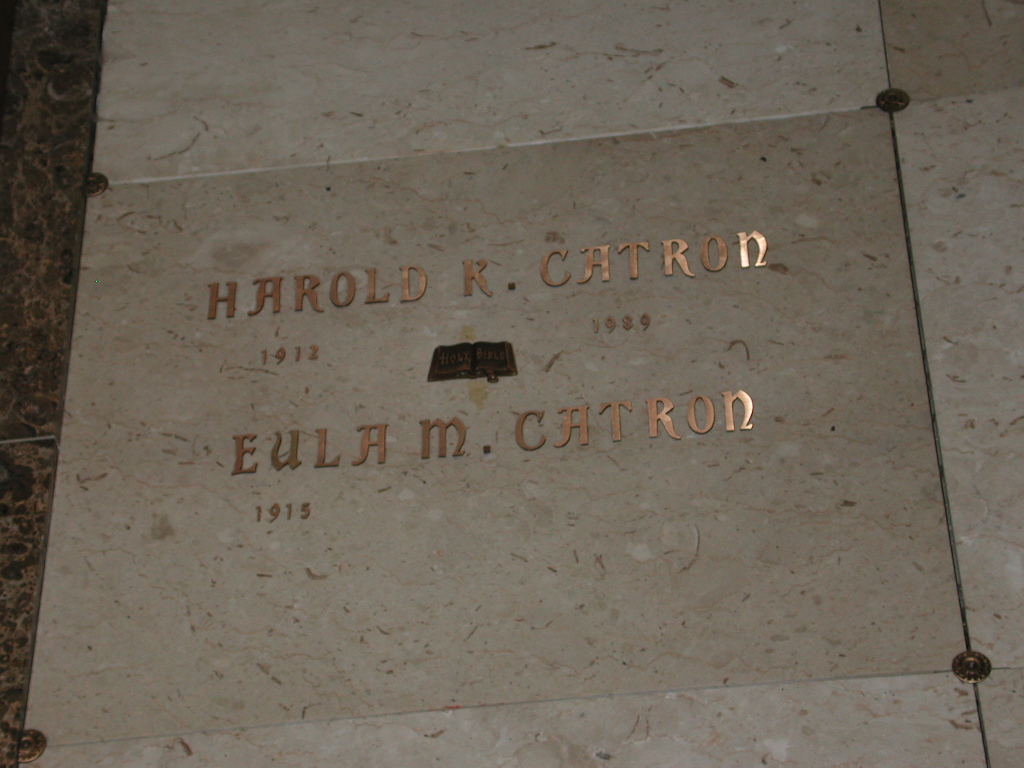 HAROLD K. CATRON
1912 1989
HOLY BIBLE
EULA M. CATRON
1915